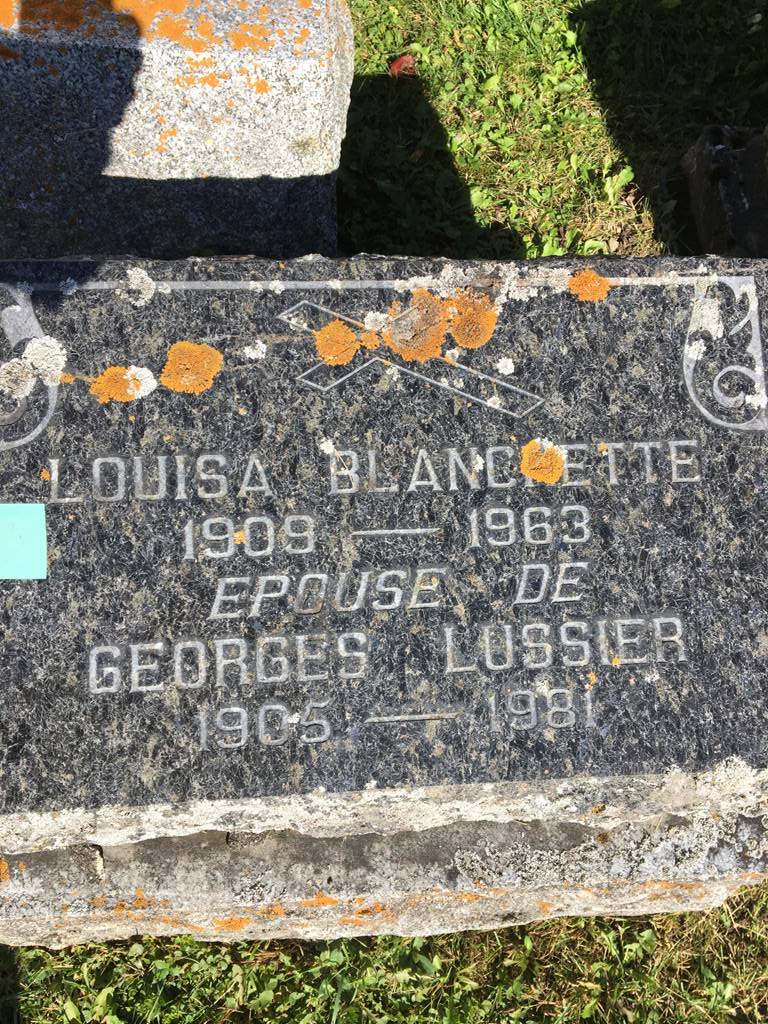 LOUISA BLANCHETTE
1909 — 1963
EPOUSE DE
GEORGES LUSSIER
1905 — 1981